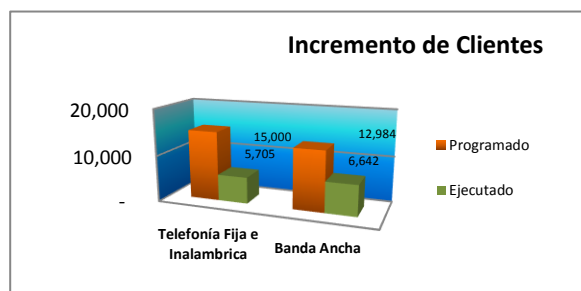 Incremento de Clientes
20,000
10,000
-
15,000
5,705
12,984
6,642
Telefonía Fija e
Inalambrica
Banda Ancha
Programado
Ejecutado